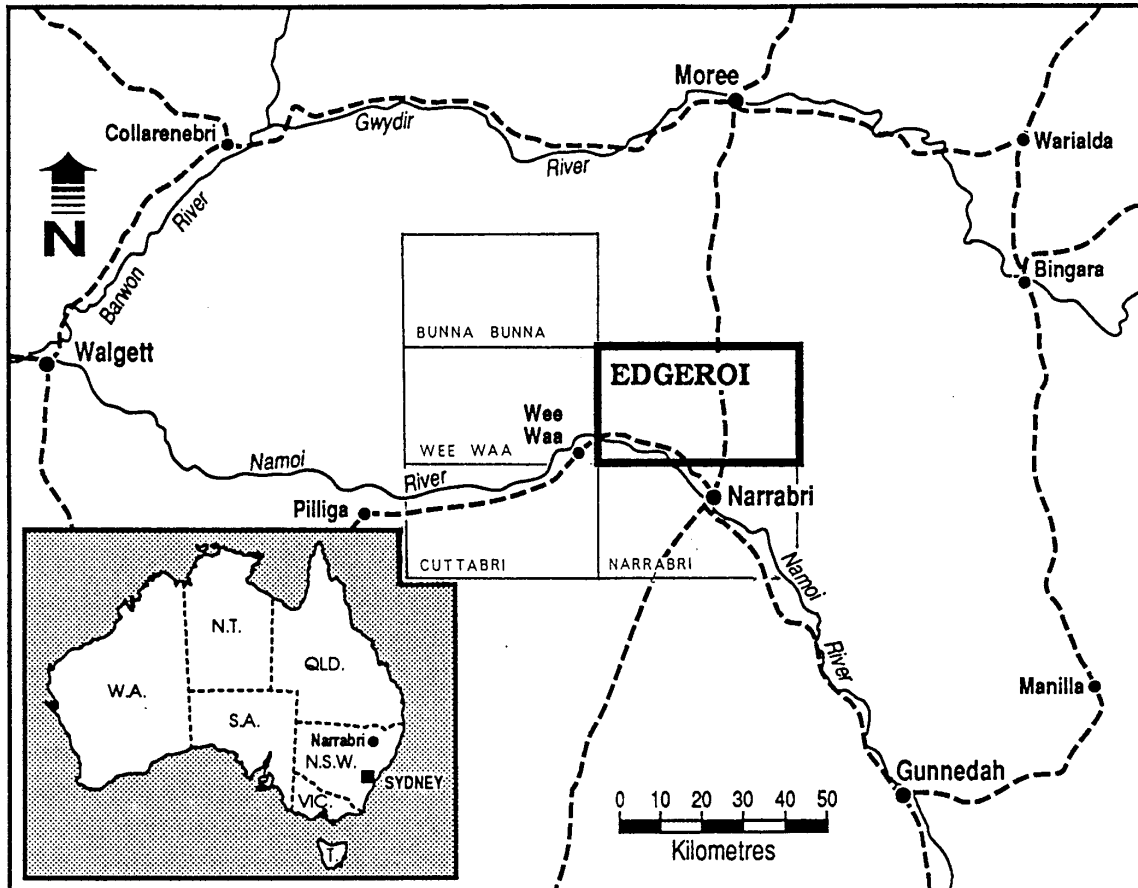 Moree
Collarenebri
Gwydir
River
Warialda
N
River
Barwon
Bingara
BUNNA BUNNA
Walgett
EDGEROI
Wee
Waa
WEE WAA
Namoi
River
Pilliga
Narrabri
CUTTABRI
NARRABRI
Namoi
River
Manilla
Gunnedah
N.T.
QLD.
W.A.
S.A.
Narrabri
N.S.W.
SYDNEY
VIC.
T.
0 10 20 30 40 50
Kilometres